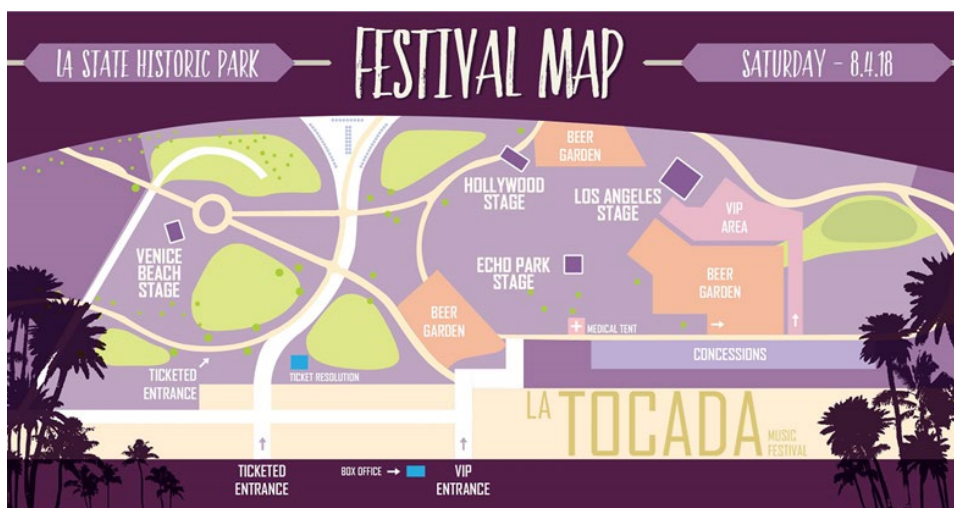 LA STATE HISTORIC PARK
FESTIVAL MAP
SATURDAY - 8.4.18
BEER
GARDEN
HOLLYWOOD
STAGE
LOS ANGELES
STAGE
VIP
AREA
VENICE
BEACH
STAGE
ECHO PARK
STAGE
BEER
GARDEN
BEER
GARDEN
MEDICAL TENT
CONCESSIONS
TICKETED
ENTRANCE
TICKET RESOLUTION
LA TOCADA
MUSIC
FESTIVAL
TICKETED
ENTRANCE
BOX OFFICE
VIP
ENTRANCE